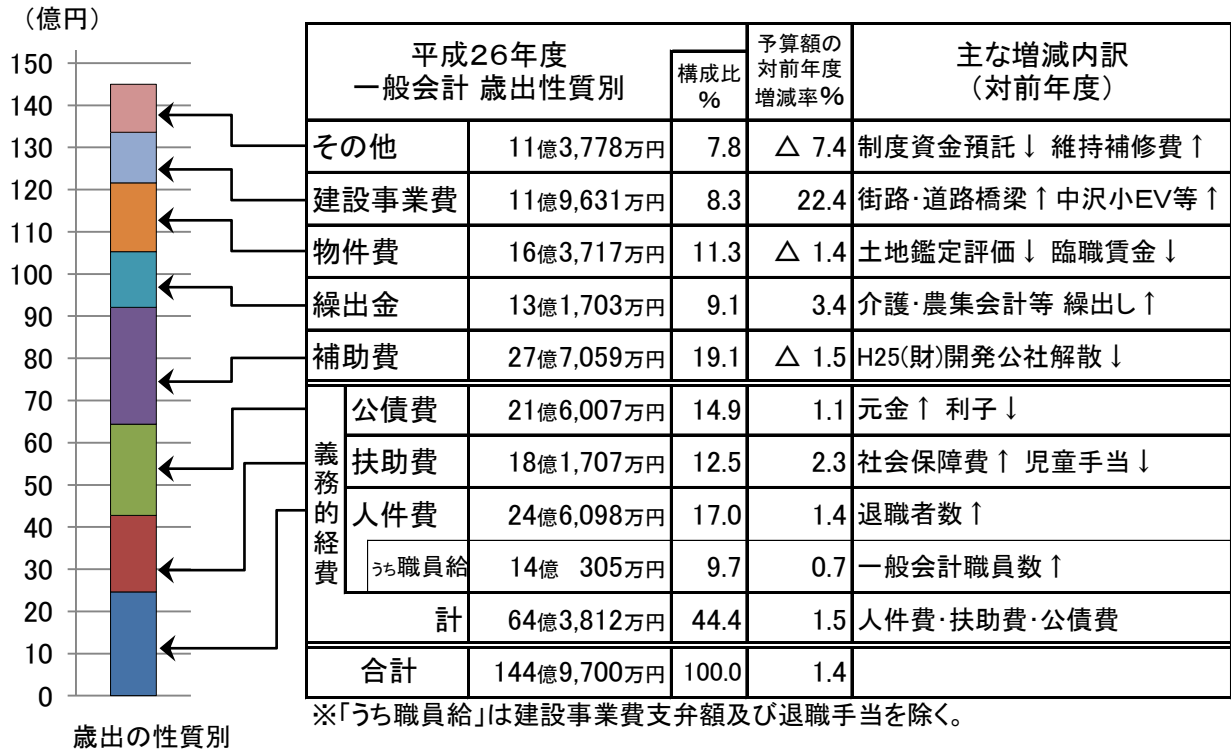 （億円）
150
140
130
120
110
100
90
80
70
60
50
40
30
20
10
0
歳出の性質別
平成26年度
一般会計 歳出性質別
構成比
%
予算額の
対前年度
増減率%
主な増減内訳
（対前年度）
その他 11億3,778万円 7.8 △ 7.4 制度資金預託↓ 維持補修費↑
建設事業費 11億9,631万円 8.3 22.4 街路･道路橋梁↑中沢小EV等↑
物件費 16億3,717万円 11.3 △ 1.4 土地鑑定評価↓ 臨職賃金↓
繰出金 13億1,703万円 9.1 3.4 介護･農集会計等 繰出し↑
補助費 27億7,059万円 19.1 △ 1.5 H25(財)開発公社解散↓
義務的経費
公債費 21億6,007万円 14.9 1.1 元金↑ 利子↓
扶助費 18億1,707万円 12.5 2.3 社会保障費↑ 児童手当↓
人件費 24億6,098万円 17.0 1.4 退職者数↑
うち職員給 14億 305万円 9.7 0.7 一般会計職員数↑
計 64億3,812万円 44.4 1.5 人件費･扶助費･公債費
合計 144億9,700万円 100.0 1.4
※「うち職員給」は建設事業費支弁額及び退職手当を除く。